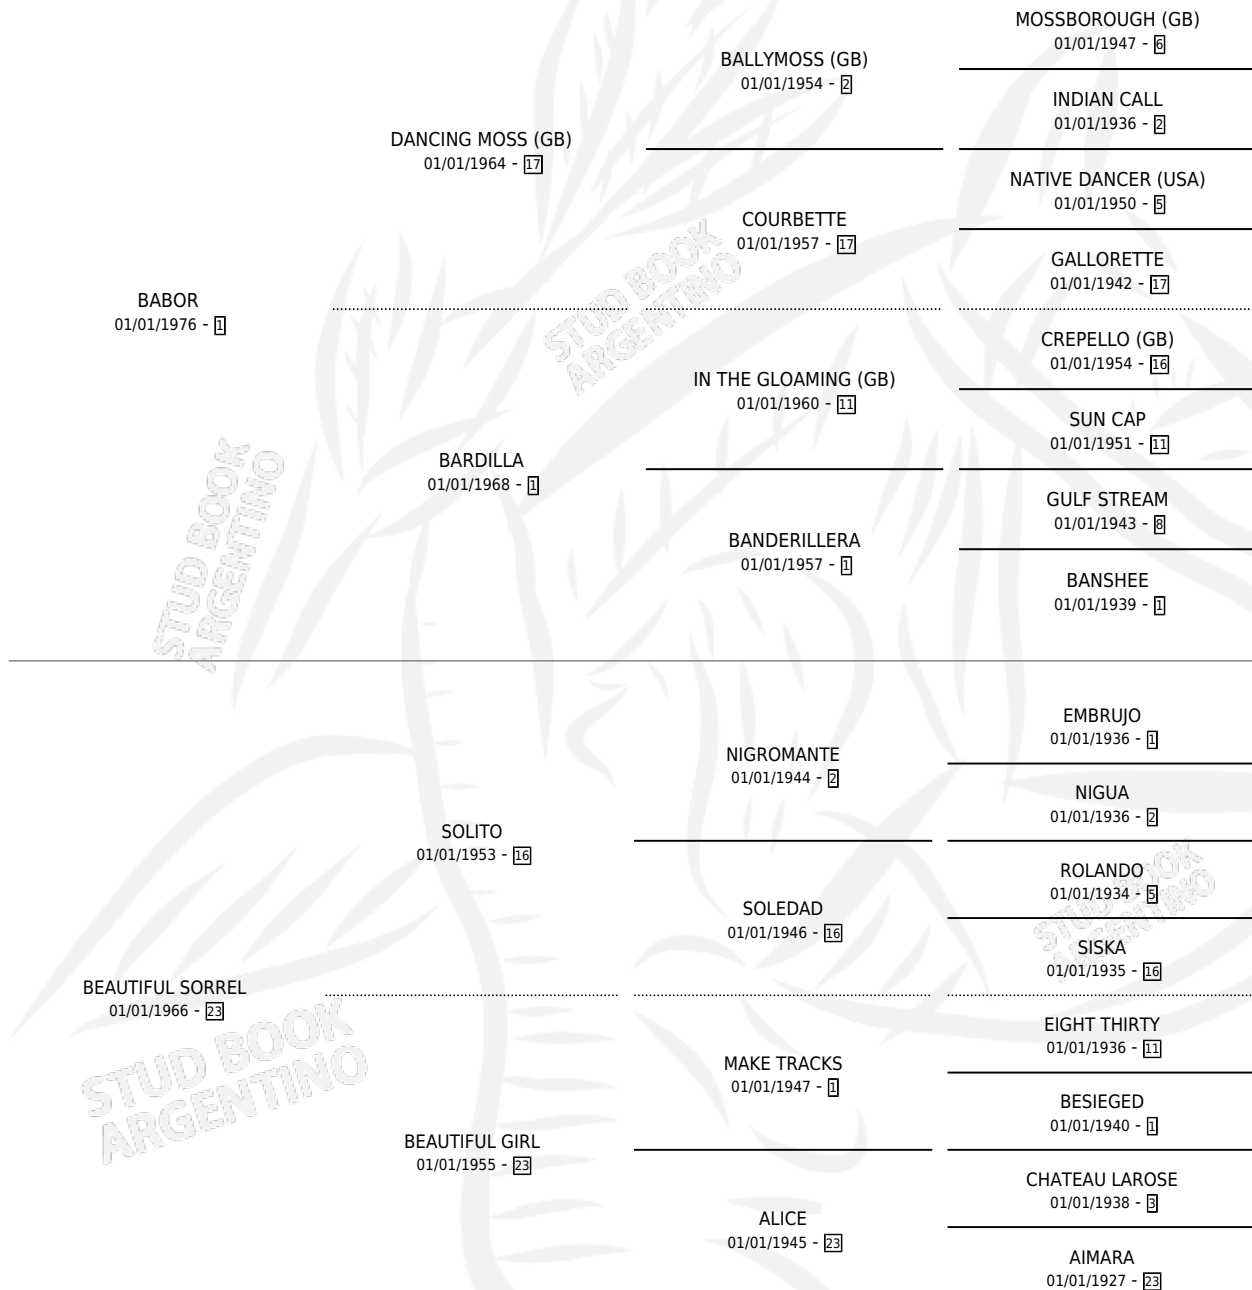 MOSSBOROUGH (GB)
01/01/1947 - 6
BALLYMOSS (GB)
01/01/1954 - 2
INDIAN CALL
01/01/1936 - 2
DANCING MOSS (GB)
01/01/1964 - 17
NATIVE DANCER (USA)
01/01/1950 - 5
COURBETTE
01/01/1957 - 17
GALLORETTE
01/01/1942 - 17
BABOR
01/01/1976 - 1
STUD BOOK
ARGENTINO
CREPELLO (GB)
01/01/1954 - 16
IN THE GLOAMING (GB)
01/01/1960 - 11
SUN CAP
01/01/1951 - 11
BARDILLA
01/01/1968 - 1
GULF STREAM
01/01/1943 - 8
BANDERILLERA
01/01/1957 - 1
BANSHEE
01/01/1939 - 1
STUD BOOK
ARGENTINO
EMBRUJO
01/01/1936 - 1
NIGROMANTE
01/01/1944 - 2
NIGUA
01/01/1936 - 2
SOLITO
01/01/1953 - 16
ROLANDO
01/01/1934 - 5
SOLEDAD
01/01/1946 - 16
SISKA
01/01/1935 - 16
STUD BOOK
ARGENTINO
BEAUTIFUL SORREL
01/01/1966 - 23
EIGHT THIRTY
01/01/1936 - 11
MAKE TRACKS
01/01/1947 - 1
BESIEGED
01/01/1940 - 1
STUD BOOK
ARGENTINO
BEAUTIFUL GIRL
01/01/1955 - 23
CHATEAU LAROSE
01/01/1938 - 3
ALICE
01/01/1945 - 23
AIMARA
01/01/1927 - 23